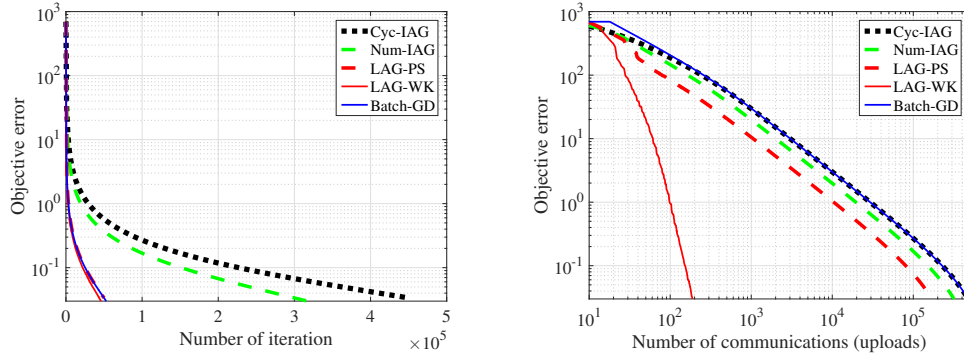 Objective error
10^3
10^2
10^1
10^0
10^-1
0
1
2
3
4
5
×10^5
Number of iteration
Cyc-IAG
Num-IAG
LAG-PS
LAG-WK
Batch-GD
Objective error
10^3
10^2
10^1
10^0
10^-1
10^1
10^2
10^3
10^4
10^5
Number of communications (uploads)
Cyc-IAG
Num-IAG
LAG-PS
LAG-WK
Batch-GD